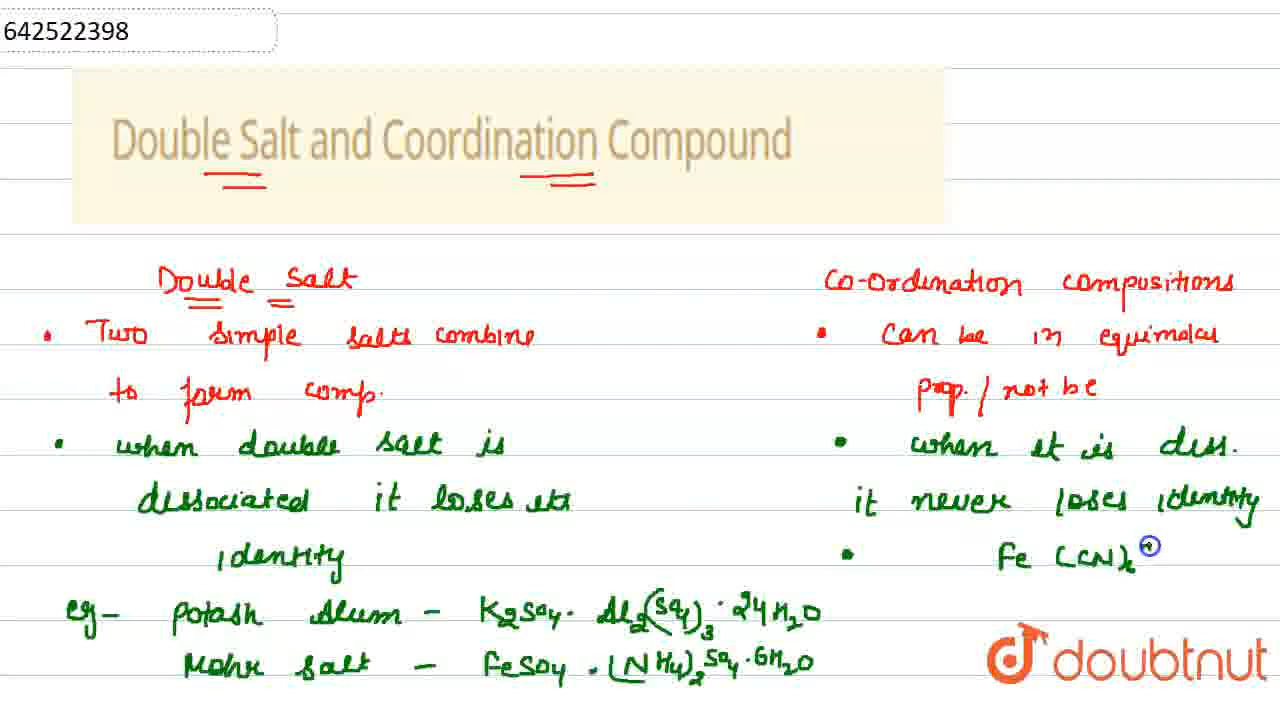 642522398
Double Salt and Coordination Compound
Double Salt
• Two simple salts combine
to form comp.
• when double salt is
dissociated it loses its
identity
eg- Potash Alum - K2SO4. Al2(SO4)3.24H2O
Mohr salt - FeSO4.(NH4)2SO4.6H2O
Co-ordination compositions
• can be in equimolar
prop. / not be
• when it is diss.
it never loses identity
• Fe (CN)6
doubtnut